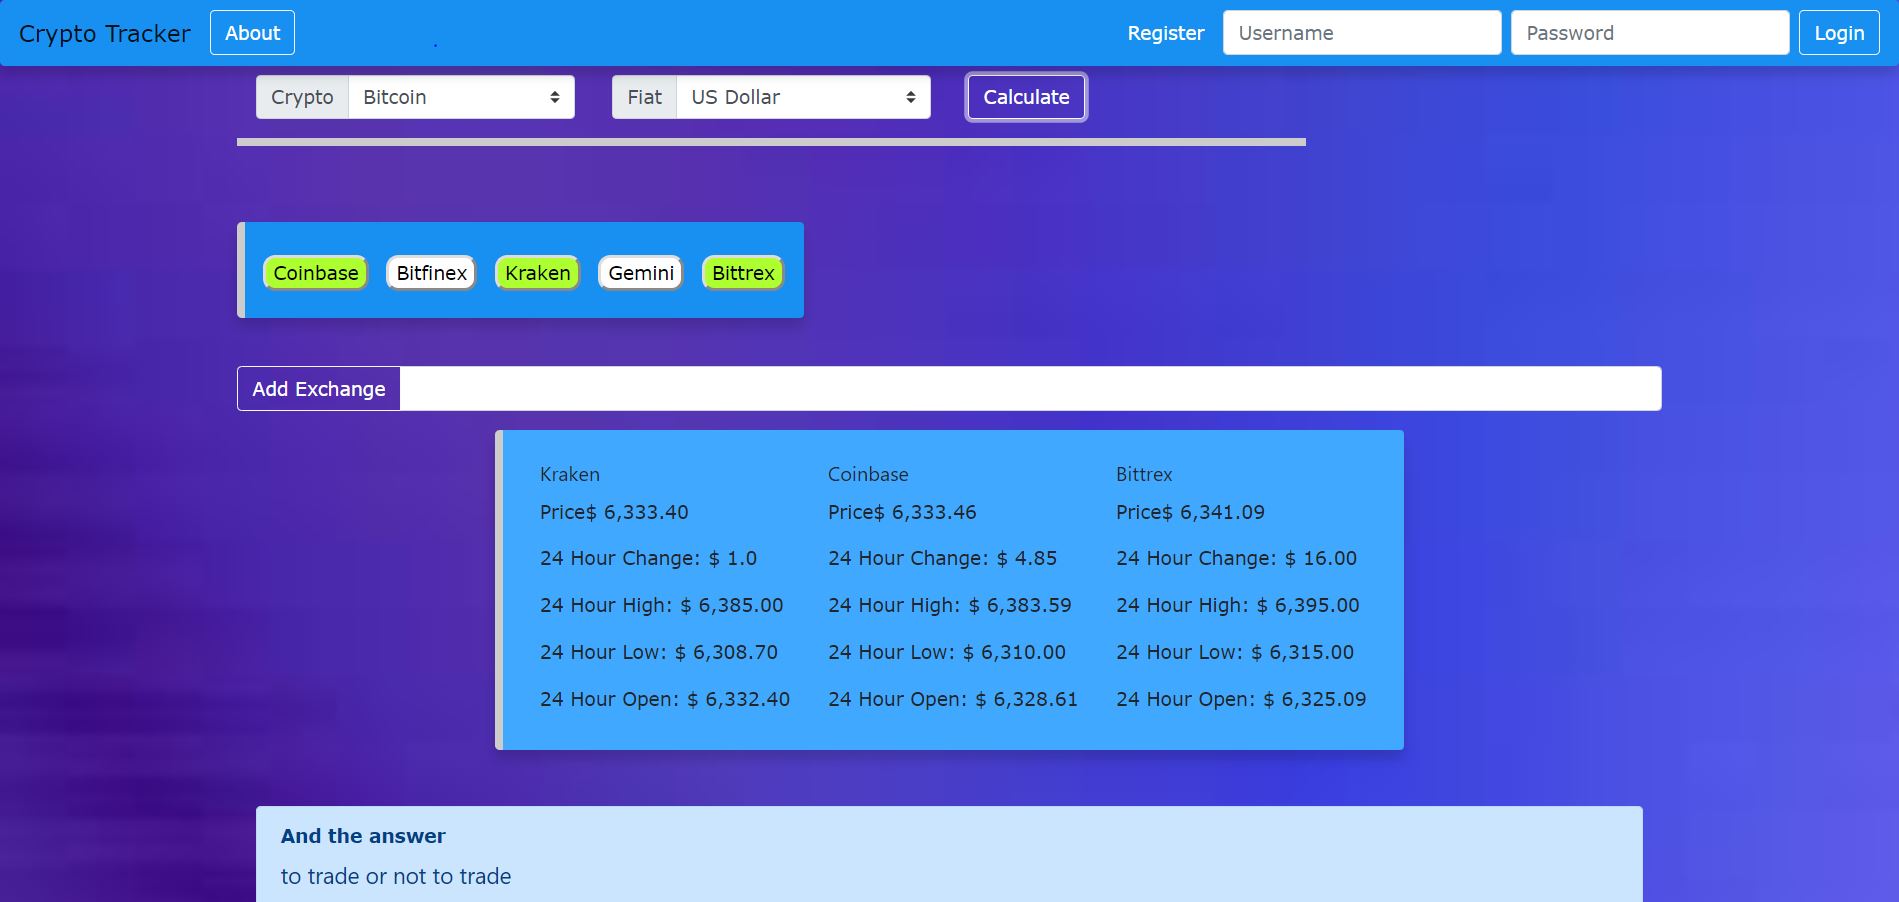 Crypto Tracker About Register Username Password Login
Crypto Bitcoin Fiat US Dollar Calculate
Coinbase Bitfinex Kraken Gemini Bittrex
Add Exchange
Kraken Coinbase Bittrex
Price$ 6,333.40 Price$ 6,333.46 Price$ 6,341.09
24 Hour Change: $ 1.0 24 Hour Change: $ 4.85 24 Hour Change: $ 16.00
24 Hour High: $ 6,385.00 24 Hour High: $ 6,383.59 24 Hour High: $ 6,395.00
24 Hour Low: $ 6,308.70 24 Hour Low: $ 6,310.00 24 Hour Low: $ 6,315.00
24 Hour Open: $ 6,332.40 24 Hour Open: $ 6,328.61 24 Hour Open: $ 6,325.09
And the answer
to trade or not to trade